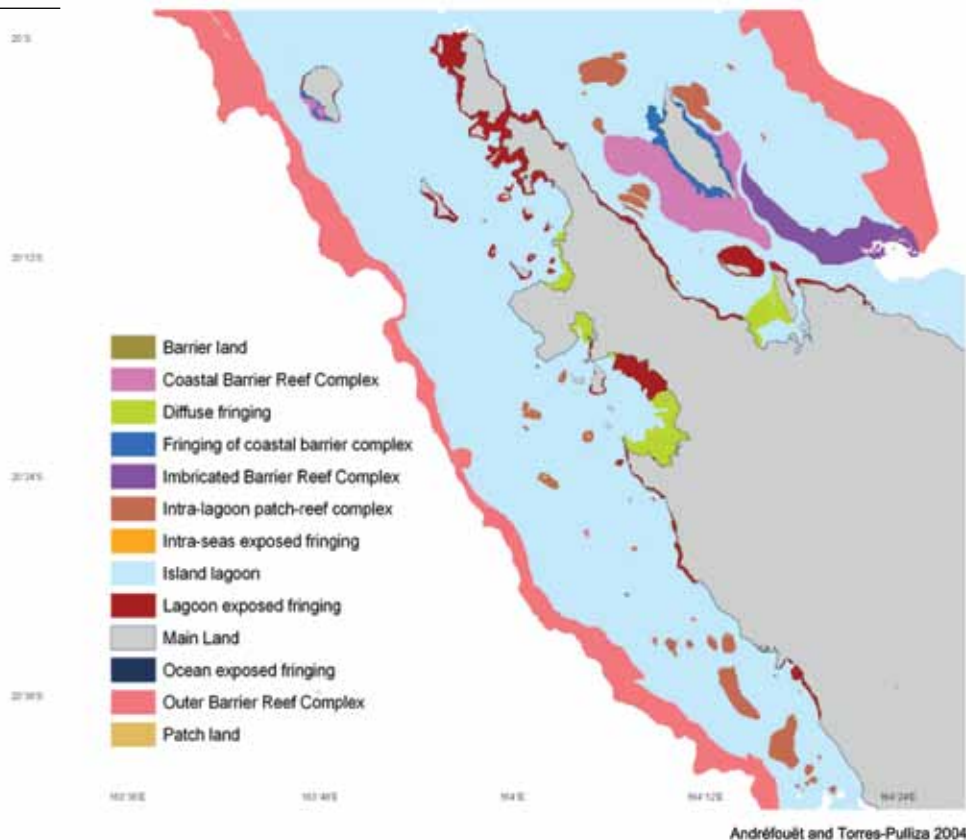 20'S
Barrier land
Coastal Barrier Reef Complex
Diffuse fringing
Fringing of coastal barrier complex
Imbricated Barrier Reef Complex
Intra-lagoon patch-reef complex
Intra-seas exposed fringing
Island lagoon
Lagoon exposed fringing
Main Land
Ocean exposed fringing
Outer Barrier Reef Complex
Patch land
164'E
Andréfouët and Torres-Pulliza 2004